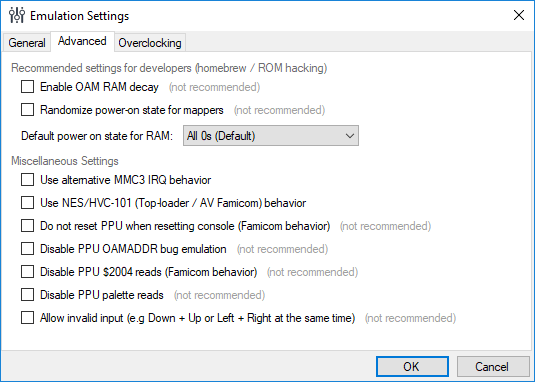 Emulation Settings
General Advanced Overclocking
Recommended settings for developers (homebrew / ROM hacking)
Enable OAM RAM decay (not recommended)
Randomize power-on state for mappers (not recommended)
Default power on state for RAM: All 0s (Default)
Miscellaneous Settings
Use alternative MMC3 IRQ behavior
Use NES/HVC-101 (Top-loader / AV Famicom) behavior
Do not reset PPU when resetting console (Famicom behavior) (not recommended)
Disable PPU OAMADDR bug emulation (not recommended)
Disable PPU $2004 reads (Famicom behavior) (not recommended)
Disable PPU palette reads (not recommended)
Allow invalid input (e.g Down + Up or Left + Right at the same time) (not recommended)
OK Cancel